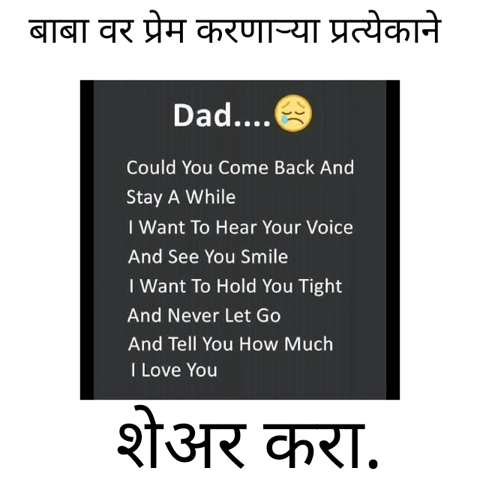 बाबा वर प्रेम करणाऱ्या प्रत्येकाने
Dad....😢
Could You Come Back And
Stay A While
I Want To Hear Your Voice
And See You Smile
I Want To Hold You Tight
And Never Let Go
And Tell You How Much
I Love You
शेअर करा.